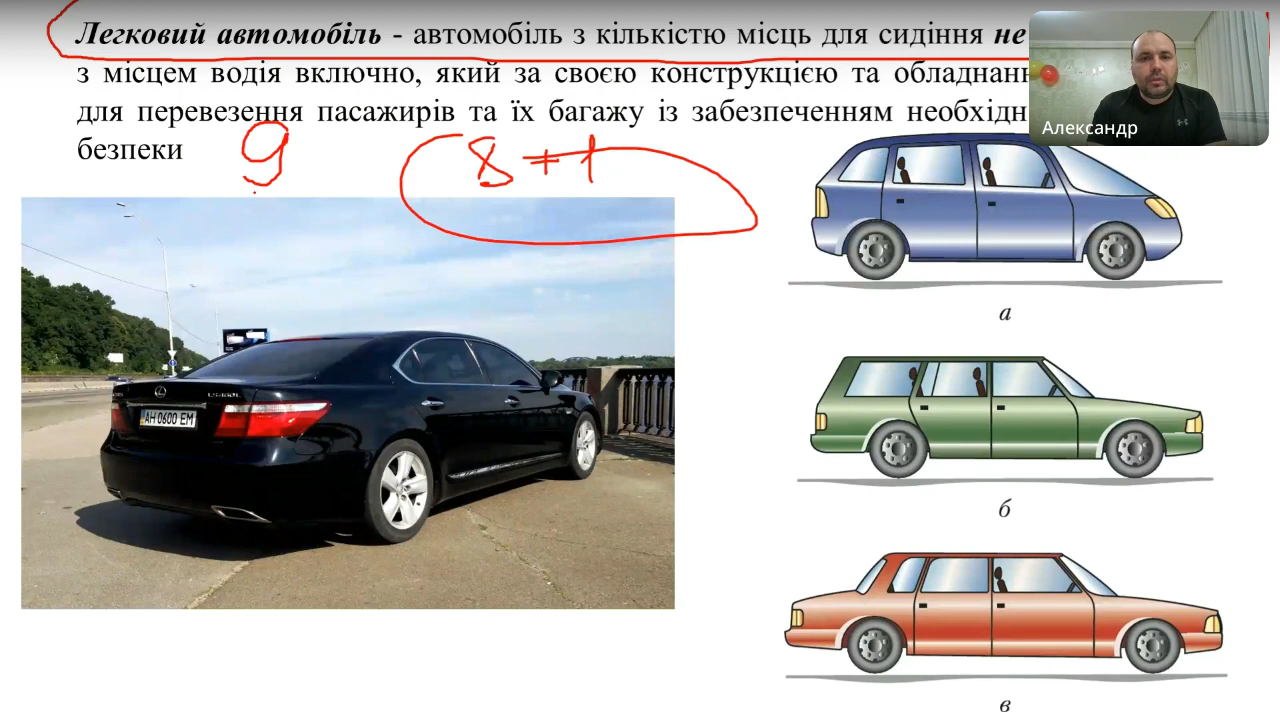 Легковий автомобіль - автомобіль з кількістю місць для сидіння не
з місцем водія включно, який за своєю конструкцією та обладнанн
для перевезення пасажирів та їх багажу із забезпеченням необхідн
безпеки
Александр
9
8+1
AH 0600 EM
а
б
в